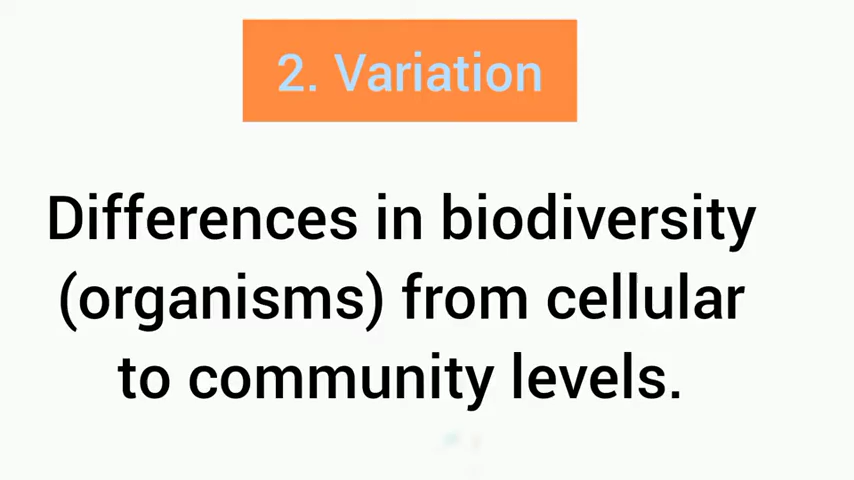 2. Variation
Differences in biodiversity
(organisms) from cellular
to community levels.